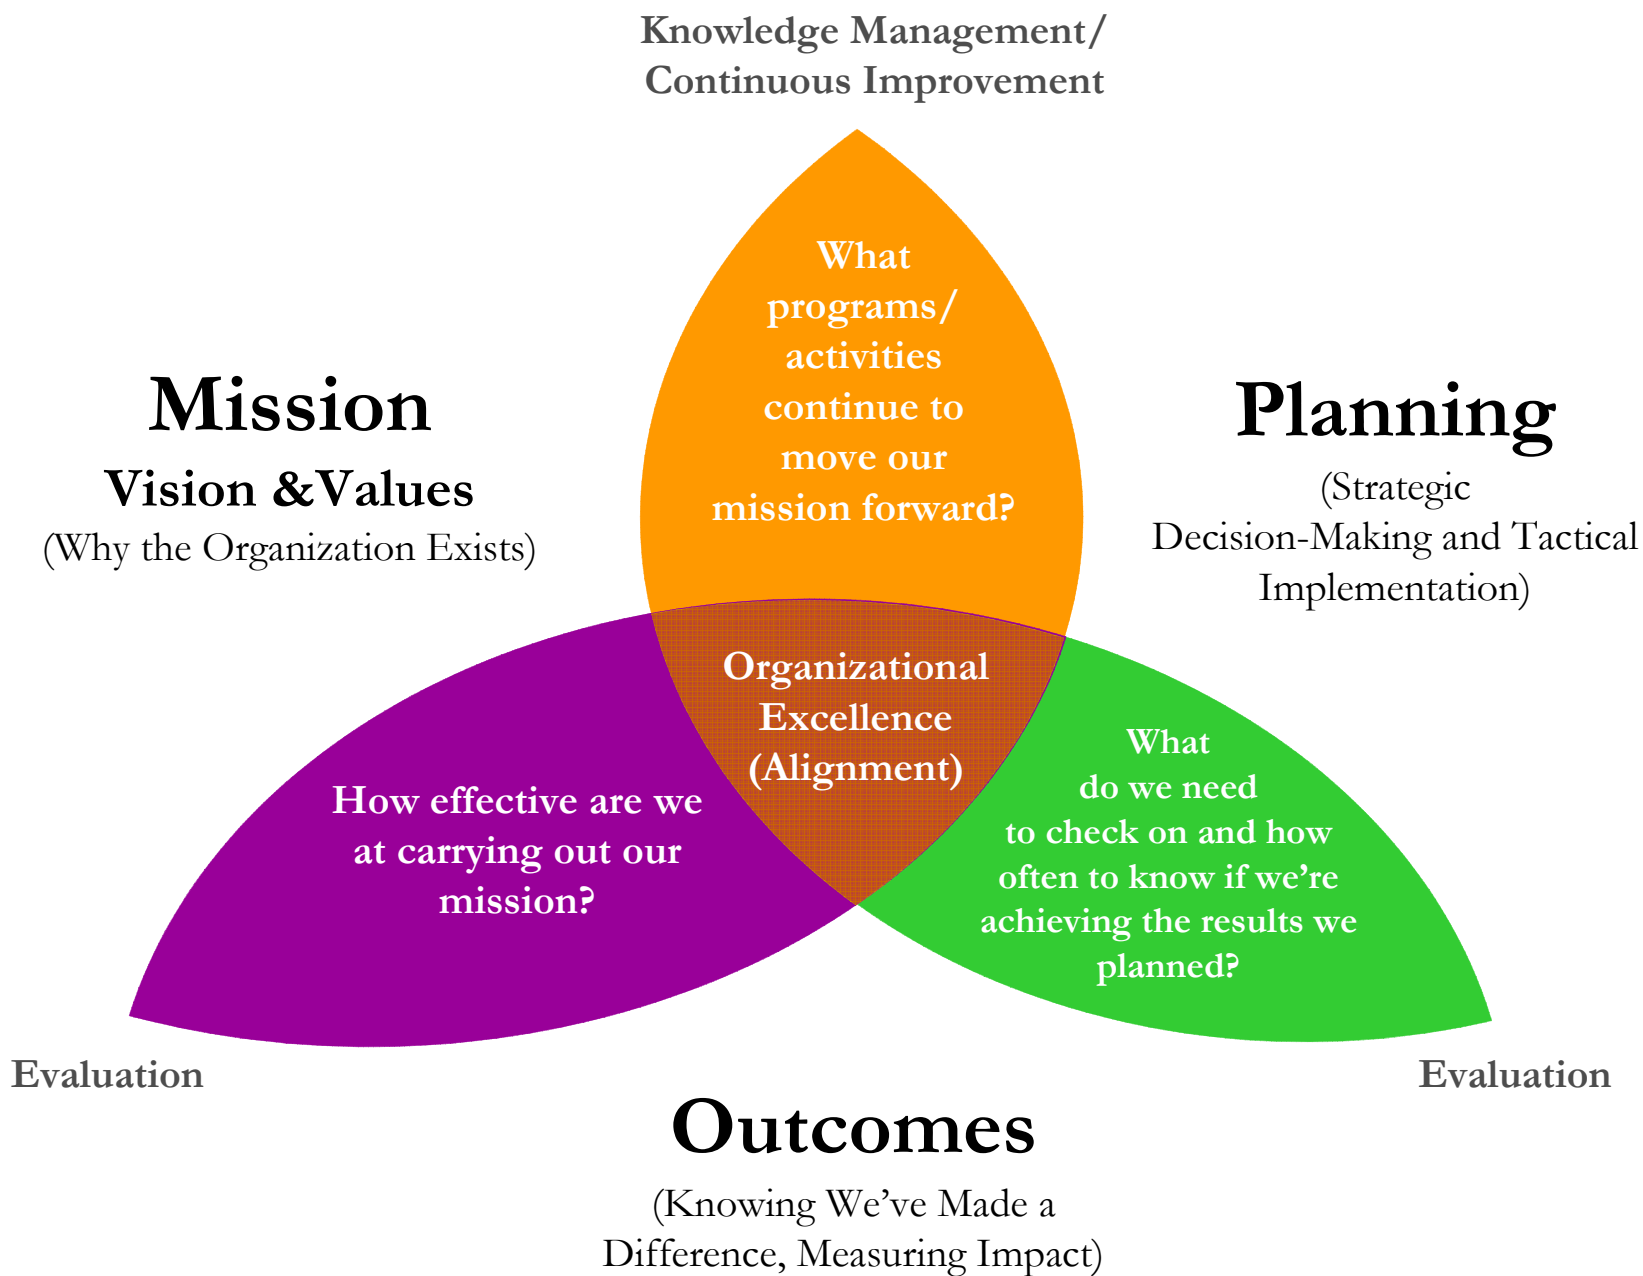 Knowledge Management/
Continuous Improvement
What
programs/
activities
continue to
move our
mission forward?
Mission
Vision &Values
(Why the Organization Exists)
Planning
(Strategic
Decision-Making and Tactical
Implementation)
Organizational
Excellence
(Alignment)
How effective are we
at carrying out our
mission?
What
do we need
to check on and how
often to know if we’re
achieving the results we
planned?
Evaluation
Evaluation
Outcomes
(Knowing We’ve Made a
Difference, Measuring Impact)